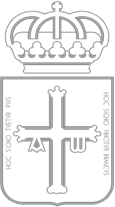 HOC SIGNO TVETVR PIVS
HOC SIGNO VINCITVR INIMICVS
Α ω